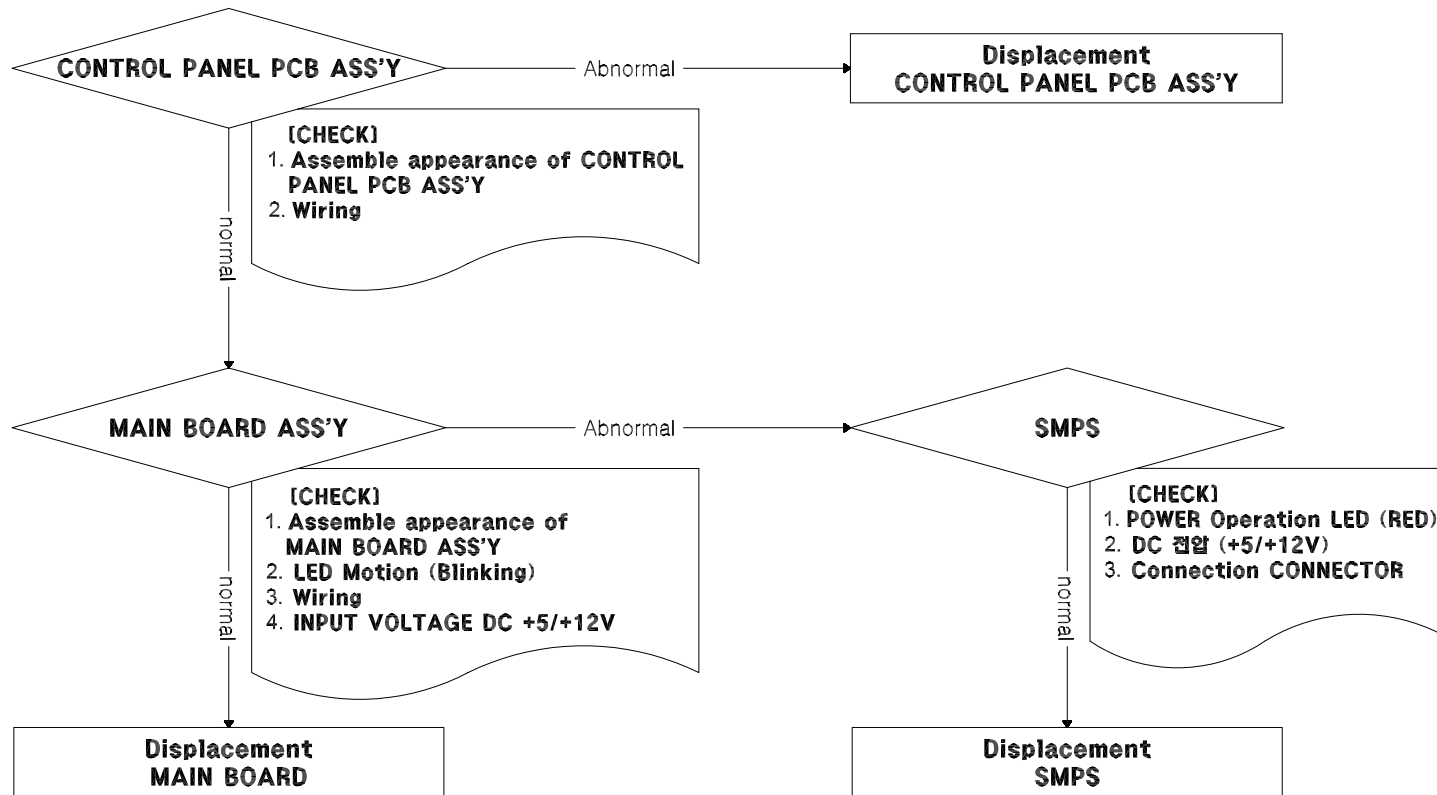 CONTROL PANEL PCB ASS'Y
Abnormal
Displacement
CONTROL PANEL PCB ASS'Y
[CHECK]
1. Assemble appearance of CONTROL
PANEL PCB ASS'Y
2. Wiring
normal
MAIN BOARD ASS'Y
Abnormal
SMPS
[CHECK]
1. Assemble appearance of
MAIN BOARD ASS'Y
2. LED Motion (Blinking)
3. Wiring
4. INPUT VOLTAGE DC +5/+12V
normal
[CHECK]
1. POWER Operation LED (RED)
2. DC 전압 (+5/+12V)
3. Connection CONNECTOR
normal
Displacement
MAIN BOARD
Displacement
SMPS